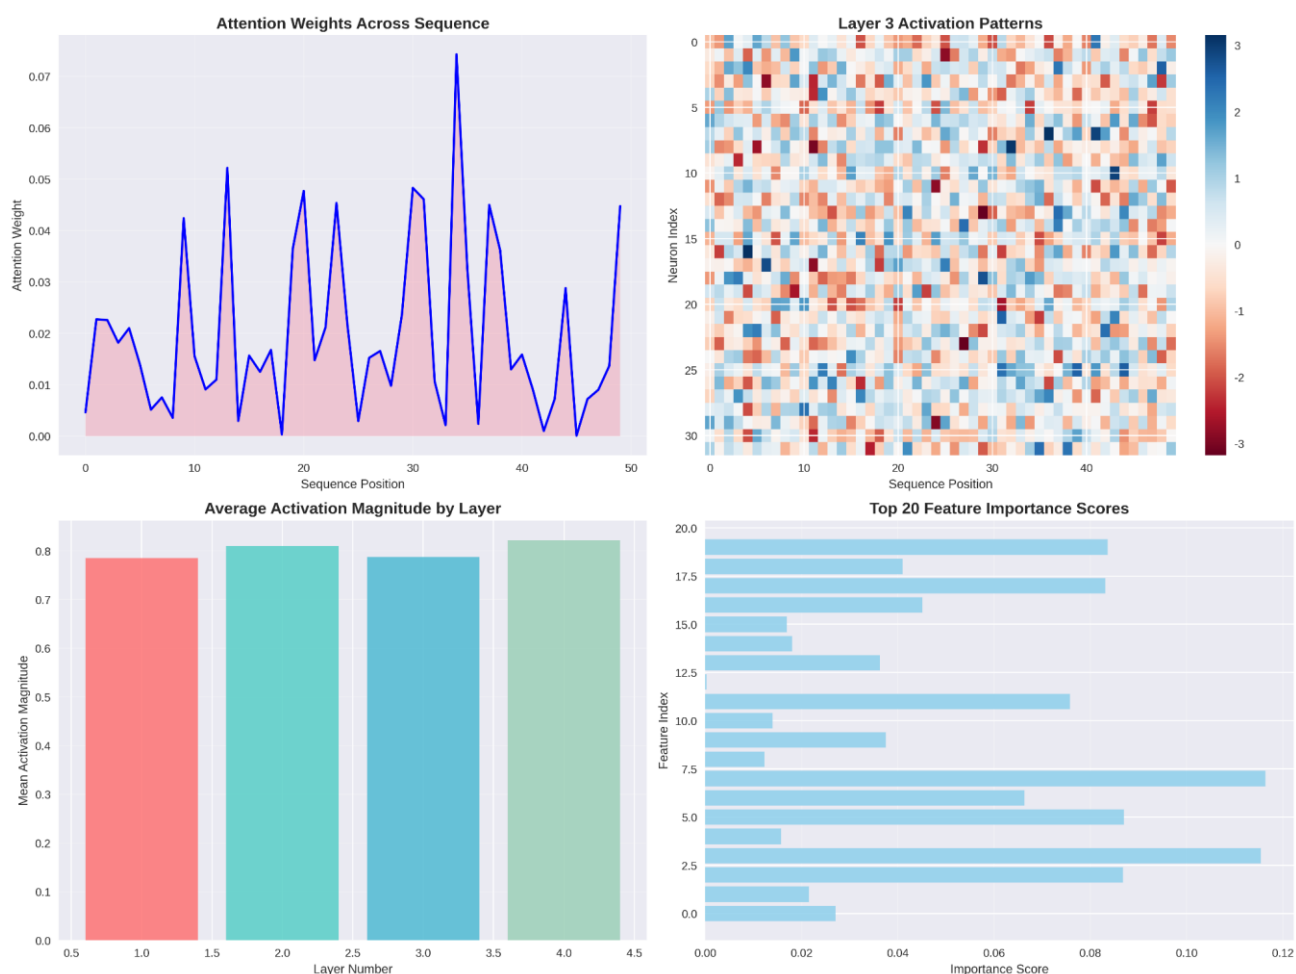 Attention Weights Across Sequence
0.07
0.06
0.05
0.04
0.03
0.02
0.01
0.00
Attention Weight
0 10 20 30 40 50
Sequence Position
Layer 3 Activation Patterns
0
5
10
15
20
25
30
Neuron Index
0 10 20 30 40
Sequence Position
3
2
1
0
-1
-2
-3
Average Activation Magnitude by Layer
0.8
0.7
0.6
0.5
0.4
0.3
0.2
0.1
0.0
Mean Activation Magnitude
0.5 1.0 1.5 2.0 2.5 3.0 3.5 4.0 4.5
Layer Number
Top 20 Feature Importance Scores
20.0
17.5
15.0
12.5
10.0
7.5
5.0
2.5
0.0
Feature Index
0.00 0.02 0.04 0.06 0.08 0.10 0.12
Importance Score